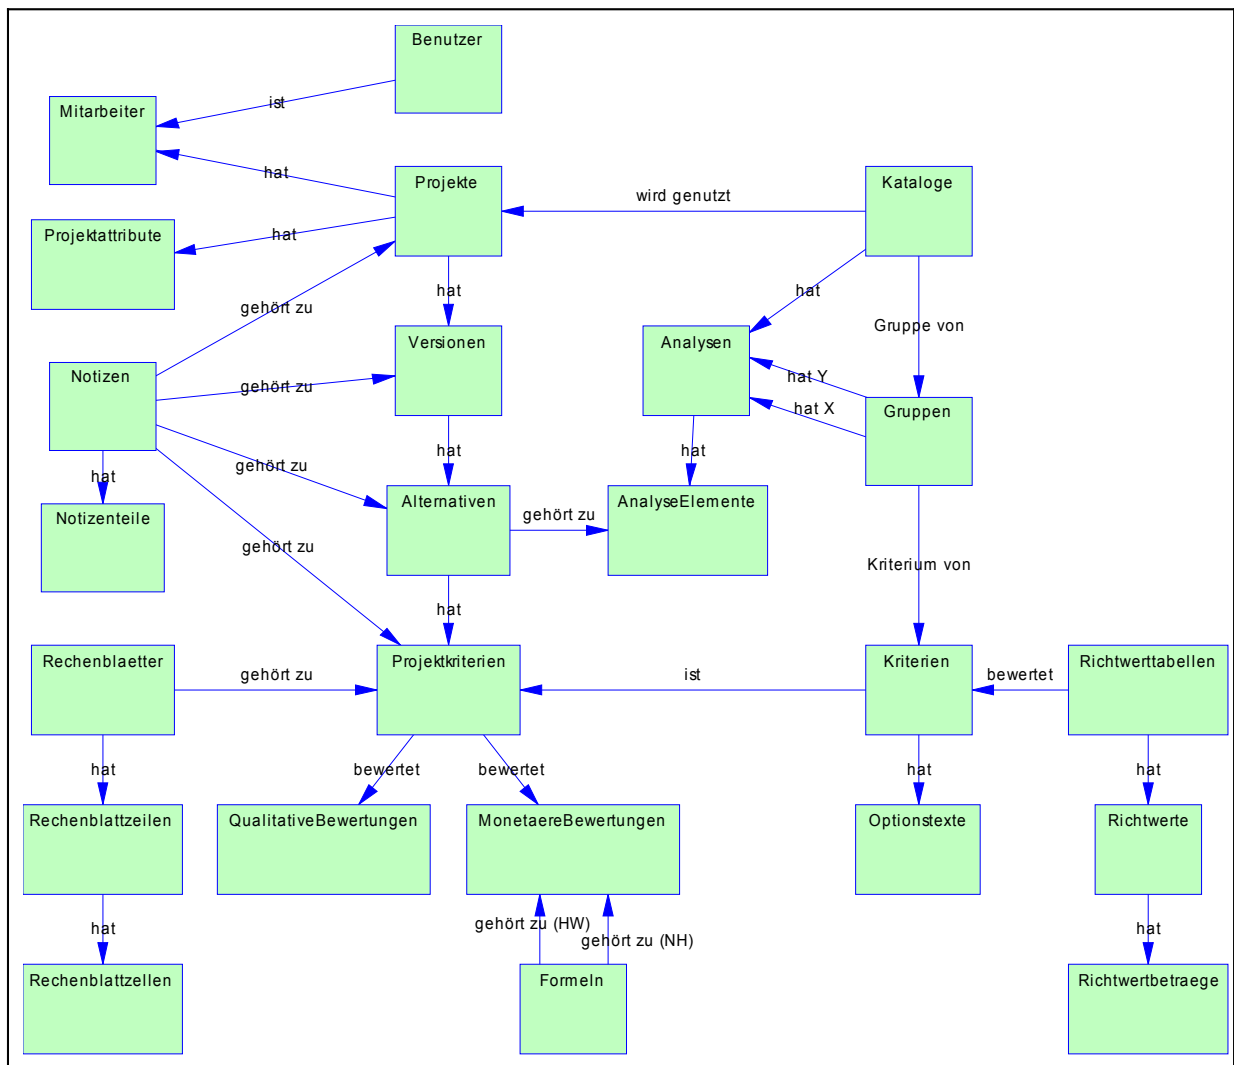 Benutzer
Mitarbeiter
ist
hat
Projekte
wird genutzt
Kataloge
Projektattribute
hat
gehört zu
hat
hat
Gruppe von
Notizen
gehört zu
Versionen
Analysen
hat Y
hat X
Gruppen
hat
gehört zu
hat
hat
Notizenteile
Alternativen
gehört zu
AnalyseElemente
gehört zu
hat
Kriterium von
Rechenblaetter
gehört zu
Projektkriterien
ist
Kriterien
bewertet
Richtwerttabellen
hat
bewertet
bewertet
hat
hat
Rechenblattzeilen
QualitativeBewertungen
MonetaereBewertungen
Optionstexte
Richtwerte
hat
gehört zu (HW)
gehört zu (NH)
hat
Rechenblattzellen
Formeln
Richtwertbetraege